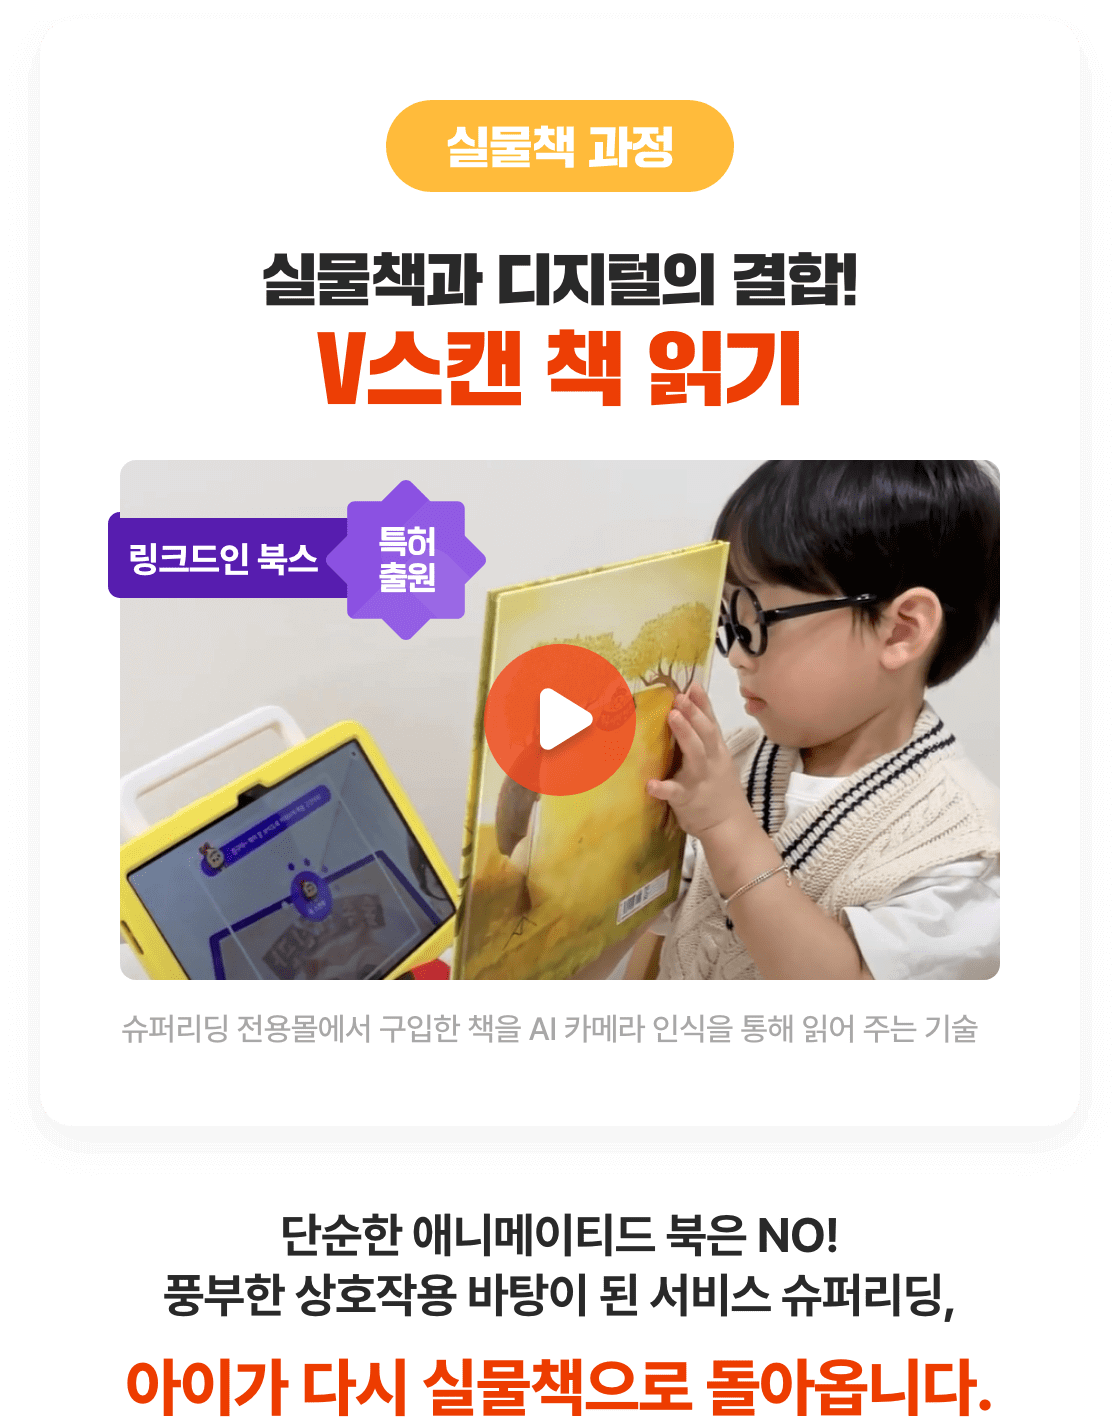 실물책 과정
실물책과 디지털의 결합!
V스캔 책 읽기
링크드인 북스
특허
출원
슈퍼리딩 전용몰에서 구입한 책을 AI 카메라 인식을 통해 읽어 주는 기술
단순한 애니메이티드 북은 NO!
풍부한 상호작용 바탕이 된 서비스 슈퍼리딩,
아이가 다시 실물책으로 돌아옵니다.